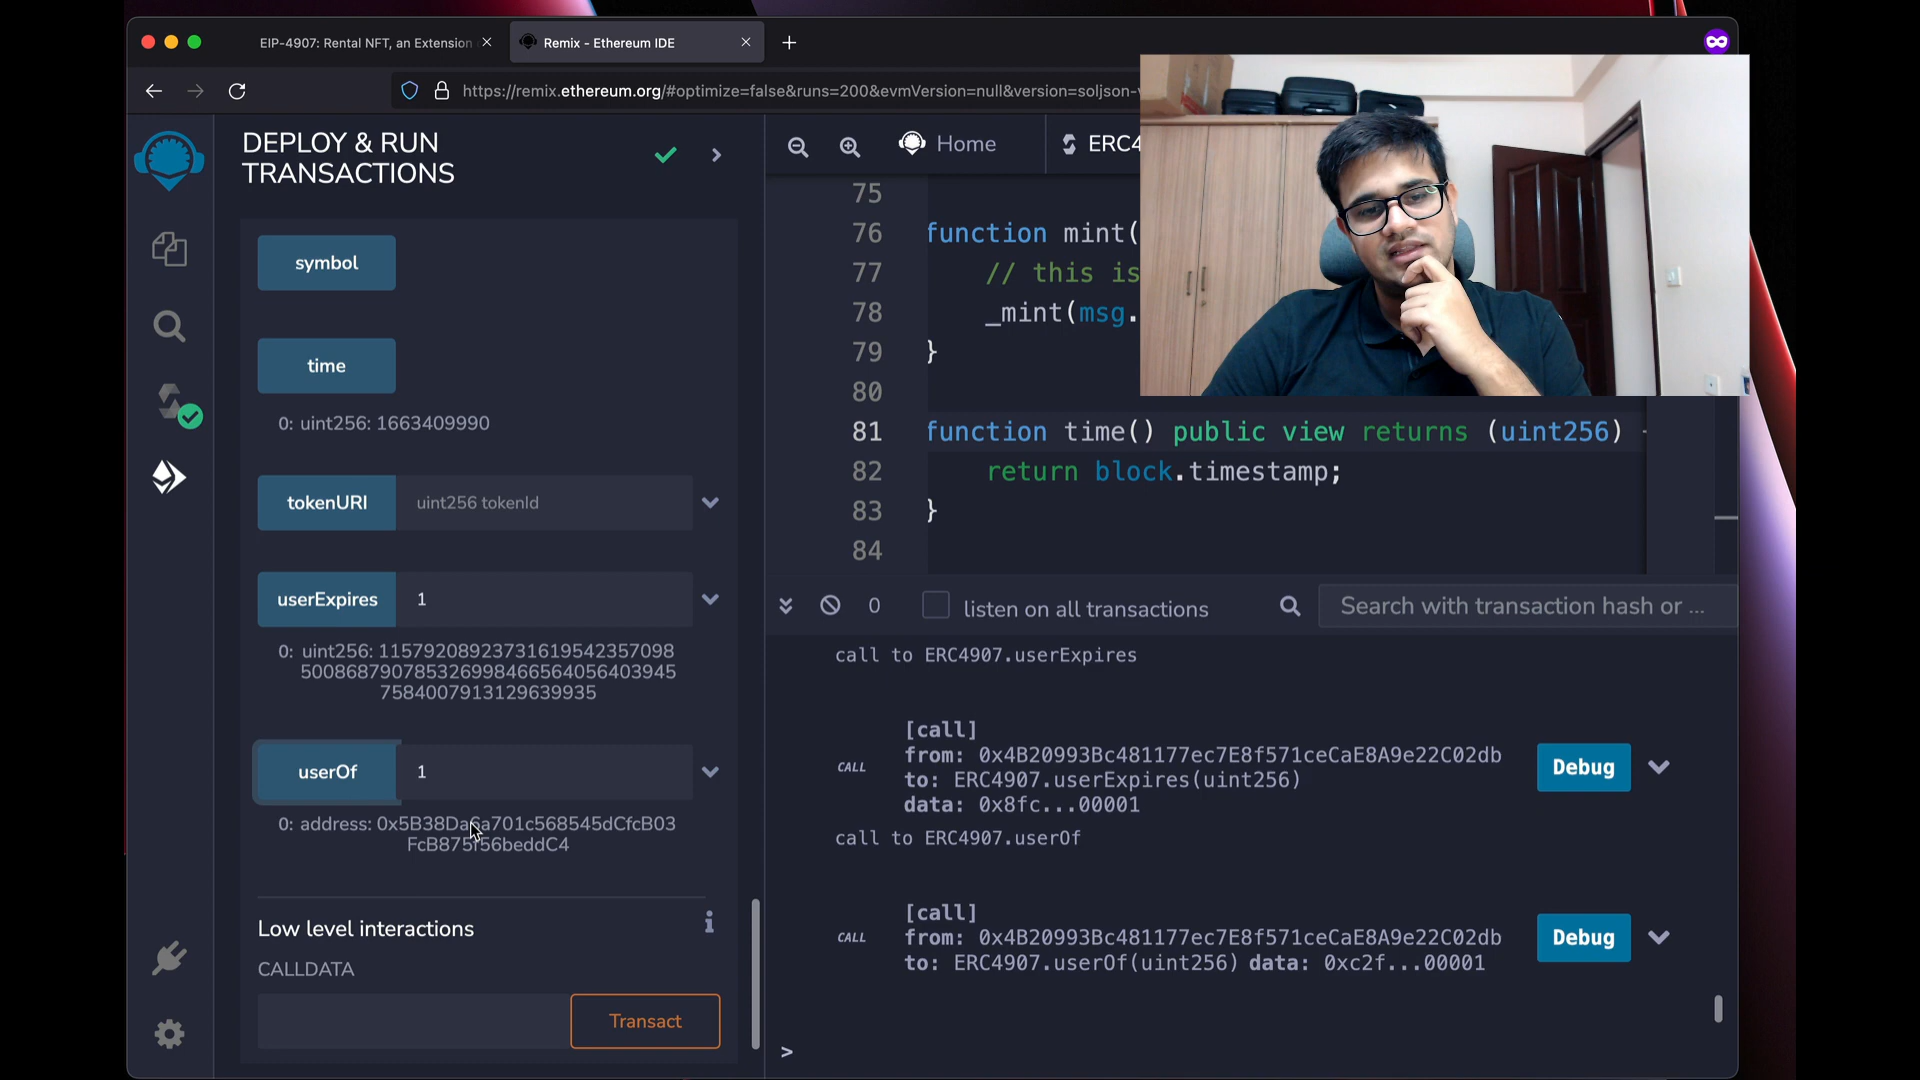 EIP-4907: Rental NFT, an Extension
Remix - Ethereum IDE
https://remix.ethereum.org/#optimize=false&runs=200&evmVersion=null&version=soljson-
DEPLOY & RUN
TRANSACTIONS
symbol
time
0: uint256: 1663409990
tokenURI
uint256 tokenId
userExpires
1
0: uint256: 115792089237316195423570985008687907853269984665640564039457584007913129639935
userOf
1
0: address: 0x5B38Da6a701c568545dCfcB03
FcB875f56beddC4
Low level interactions
i
CALLDATA
Transact
Home
ERC4
75
76 function mint(
77 // this is
78 _mint(msg.
79 }
80
81 function time() public view returns (uint256)
82 return block.timestamp;
83 }
84
0
listen on all transactions
Search with transaction hash or ...
call to ERC4907.userExpires
CALL
[call]
from: 0x4B20993Bc481177ec7E8f571ceCaE8A9e22C02db
to: ERC4907.userExpires(uint256)
data: 0x8fc...00001
Debug
call to ERC4907.userOf
CALL
[call]
from: 0x4B20993Bc481177ec7E8f571ceCaE8A9e22C02db
to: ERC4907.userOf(uint256) data: 0xc2f...00001
Debug
>